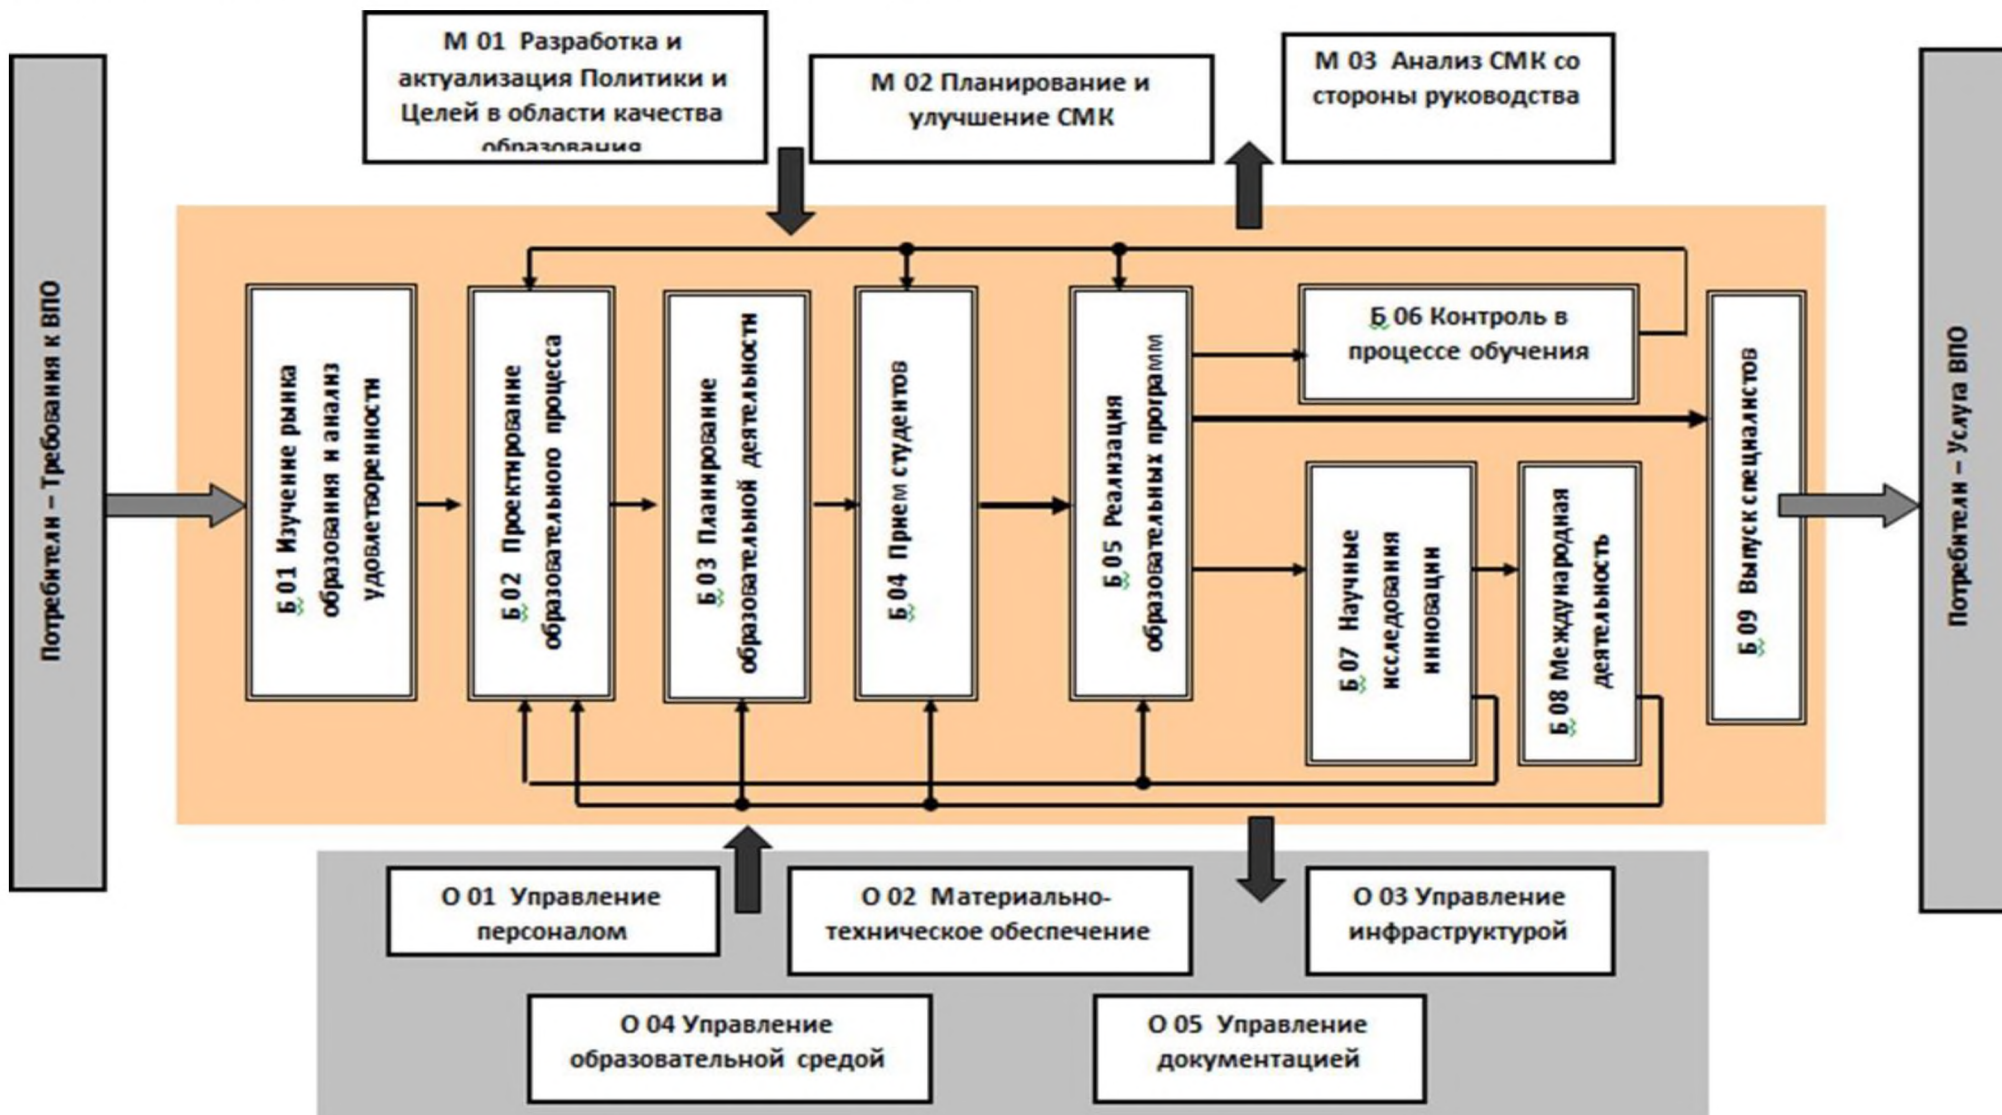 М 01 Разработка и
актуализация Политики и
Целей в области качества
образования
М 02 Планирование и
улучшение СМК
М 03 Анализ СМК со
стороны руководства
Потребители – Требования к ВПО
Б 01 Изучение рынка
образования и анализ
удовлетворенности
Б 02 Проектирование
образовательного процесса
Б 03 Планирование
образовательной деятельности
Б 04 Прием студентов
Б 05 Реализация
образовательных программ
Б 06 Контроль в
процессе обучения
Б 07 Научные
исследования
инновации
Б 08 Международная
деятельность
Б 09 Выпуск специалистов
Потребители – Услуга ВПО
О 01 Управление
персоналом
О 02 Материально-
техническое обеспечение
О 03 Управление
инфраструктурой
О 04 Управление
образовательной средой
О 05 Управление
документацией